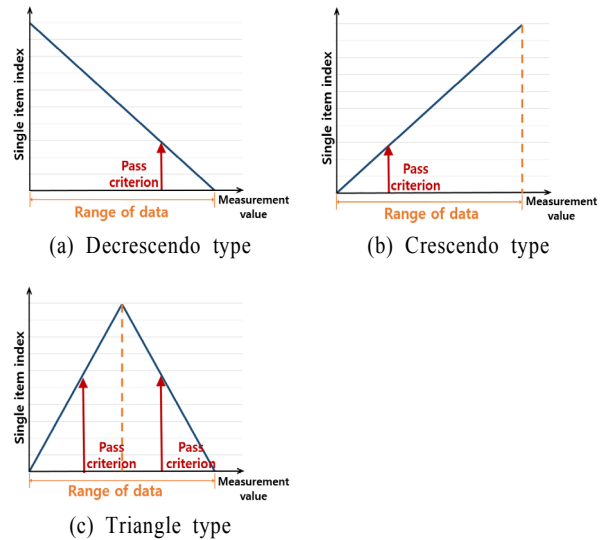 Single item index
Pass
criterion
Range of data
Measurement
value
(a) Decrescendo type
Single item index
Pass
criterion
Range of data
Measurement
value
(b) Crescendo type
Single item index
Pass
criterion
Pass
criterion
Range of data
Measurement
value
(c) Triangle type